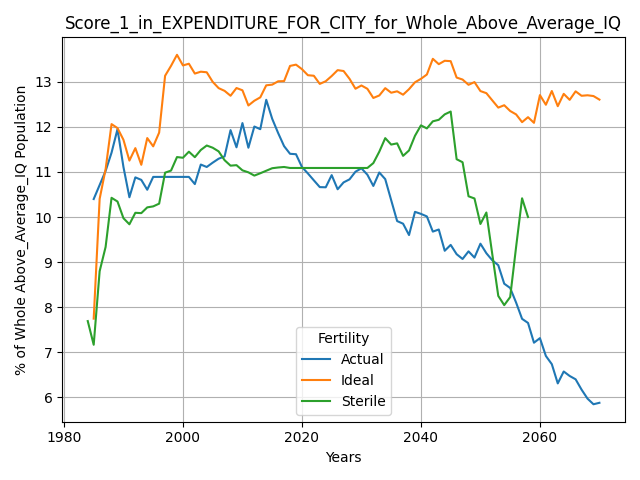 Score_1_in_EXPENDITURE_FOR_CITY_for_Whole_Above_Average_IQ
% of Whole Above_Average_IQ Population
13
12
11
10
9
8
7
6
Fertility
Actual
Ideal
Sterile
1980
2000
2020
2040
2060
Years